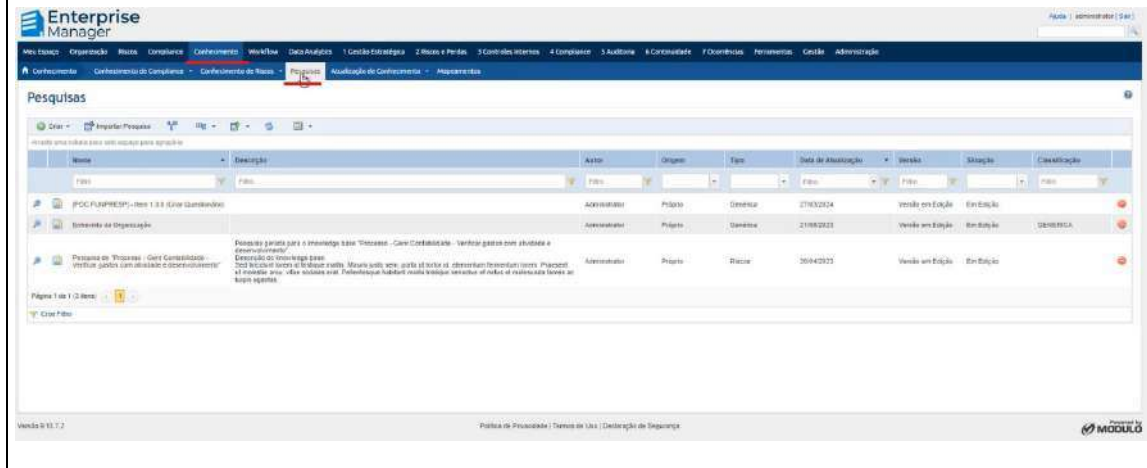 Enterprise
Manager
Ajuda | administrator ( Sair )
Meu Espaço Organização Riscos Compliance Conhecimento Workflow Data Analytics 1 Gestão Estratégica 2 Riscos e Perdas 3 Controles Internos 4 Compliance 5 Auditoria 6 Continuidade 7 Ocorrências Ferramentas Gestão Administração
Conhecimento Conhecimento de Compliance Conhecimento de Riscos Pesquisas Atualização de Conhecimento Mapeamentos
Pesquisas
Criar Importar Pesquisa
Arraste uma coluna para este espaço para agrupá-la
Nome Descrição Autor Origem Tipo Data de Atualização Versão Situação Classificação
Filtro Filtro ... Filtro Filtro Filtro Filtro
(POC FUNPRESP) - Item 1.3.3 (Criar Questionário) Administrator Próprio Genérica 27/03/2024 Versão em Edição Em Edição
Entrevista da Organização Administrator Próprio Genérica 21/08/2023 Versão em Edição Em Edição GENERICA
Pesquisa gerada para o knowledge base "Processo - Gerir Contabilidade - Verificar gastos com atividade e
desenvolvimento".
Descrição do knowledge base:
Pesquisa de "Processo - Gerir Contabilidade -
Verificar gastos com atividade e desenvolvimento"
Sed tincidunt lorem id tristique mattis. Mauris justo sem, porta ut tortor id, elementum fermentum lorem. Praesent
Administrator Próprio Riscos 26/04/2023 Versão em Edição Em Edição
id molestie arcu, vitae sodales erat. Pellentesque habitant morbi tristique senectus et netus et malesuada fames ac
turpis egestas.
Página 1 de 1 (3 itens) 1
Criar Filtro
Versão 9.10.7.2
Política de Privacidade | Termos de Uso | Declaração de Segurança
Powered by
MODULO